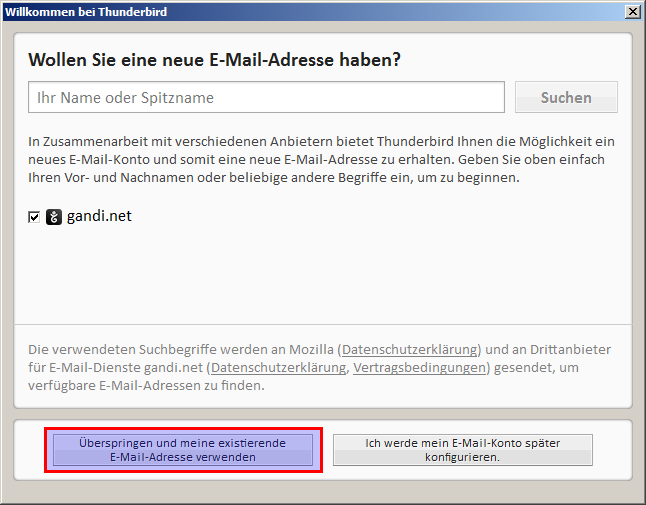 Willkommen bei Thunderbird
Wollen Sie eine neue E-Mail-Adresse haben?
Ihr Name oder Spitzname
Suchen
In Zusammenarbeit mit verschiedenen Anbietern bietet Thunderbird Ihnen die Möglichkeit ein
neues E-Mail-Konto und somit eine neue E-Mail-Adresse zu erhalten. Geben Sie oben einfach
Ihren Vor- und Nachnamen oder beliebige andere Begriffe ein, um zu beginnen.
gandi.net
Die verwendeten Suchbegriffe werden an Mozilla (Datenschutzerklärung) und an Drittanbieter
für E-Mail-Dienste gandi.net (Datenschutzerklärung, Vertragsbedingungen) gesendet, um
verfügbare E-Mail-Adressen zu finden.
Überspringen und meine existierende
E-Mail-Adresse verwenden
Ich werde mein E-Mail-Konto später
konfigurieren.